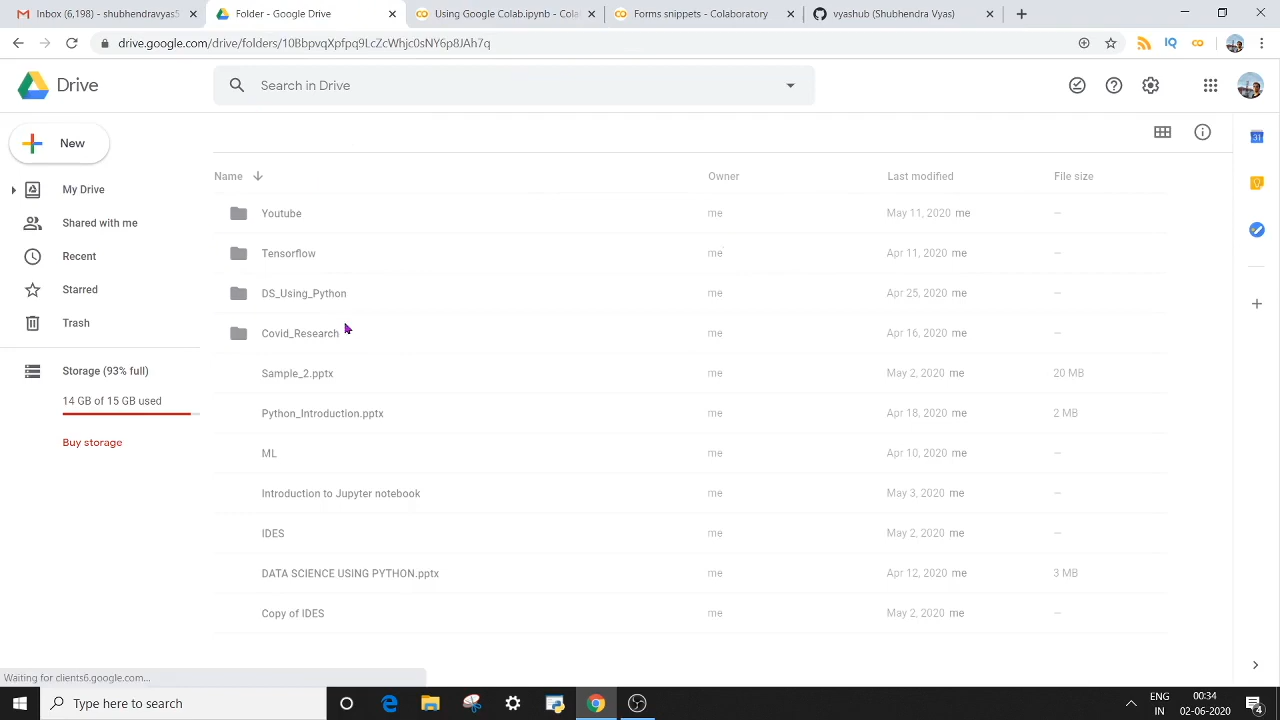 Inbox (6,198) - shubhendrayas5
Folder - Google Drive
Using Google Colab.ipynb - Cola
Forms snippets - Colaboratory
vyashub (Shubhendra Vyas)
drive.google.com/drive/folders/10BbpvqXpfpq9LcZcWhjc0sNY6p8JAh7q
Drive
Search in Drive
New
My Drive
Shared with me
Recent
Starred
Trash
Storage (93% full)
14 GB of 15 GB used
Buy storage
Name Owner Last modified File size
Youtube me May 11, 2020 me —
Tensorflow me Apr 11, 2020 me —
DS_Using_Python me Apr 25, 2020 me —
Covid_Research me Apr 16, 2020 me —
Sample_2.pptx me May 2, 2020 me 20 MB
Python_Introduction.pptx me Apr 18, 2020 me 2 MB
ML me Apr 10, 2020 me —
Introduction to Jupyter notebook me May 3, 2020 me —
IDES me May 2, 2020 me —
DATA SCIENCE USING PYTHON.pptx me Apr 12, 2020 me 3 MB
Copy of IDES me May 2, 2020 me —
31
IQ
Waiting for clients6.google.com...
Type here to search
ENG
IN
00:34
02-06-2020
4